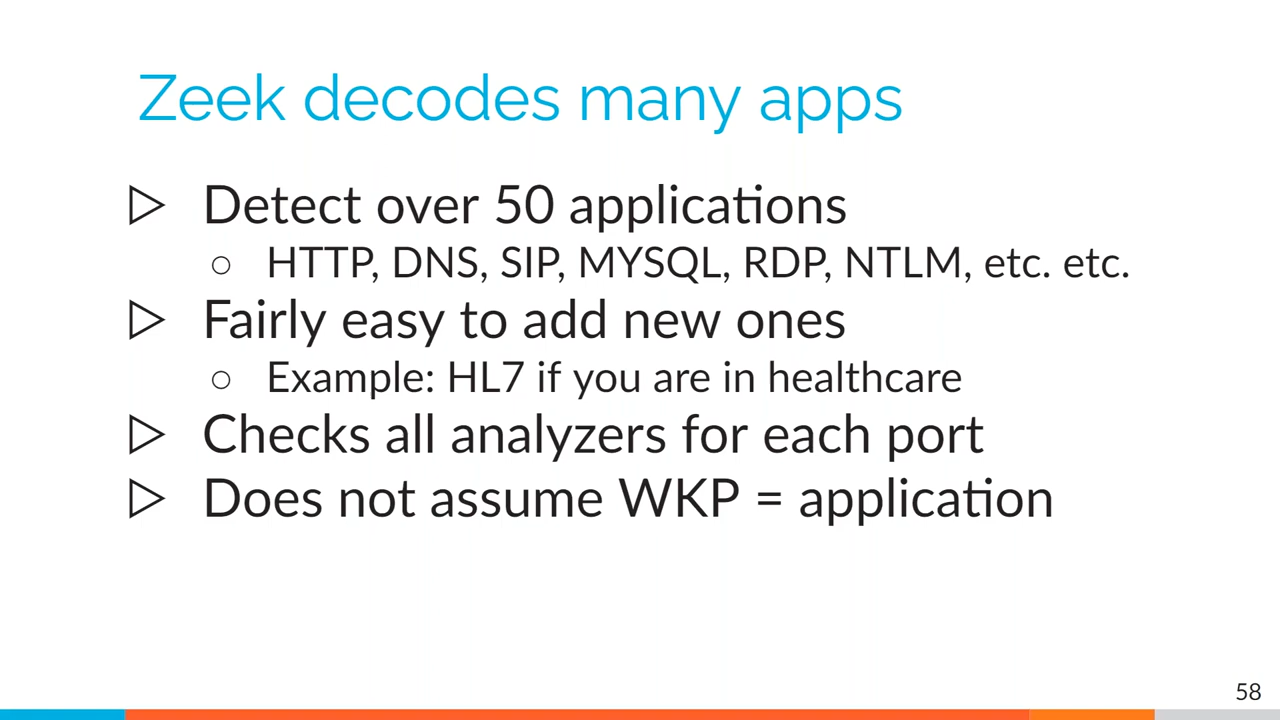 Zeek decodes many apps
▷ Detect over 50 applications
○ HTTP, DNS, SIP, MYSQL, RDP, NTLM, etc. etc.
▷ Fairly easy to add new ones
○ Example: HL7 if you are in healthcare
▷ Checks all analyzers for each port
▷ Does not assume WKP = application
58